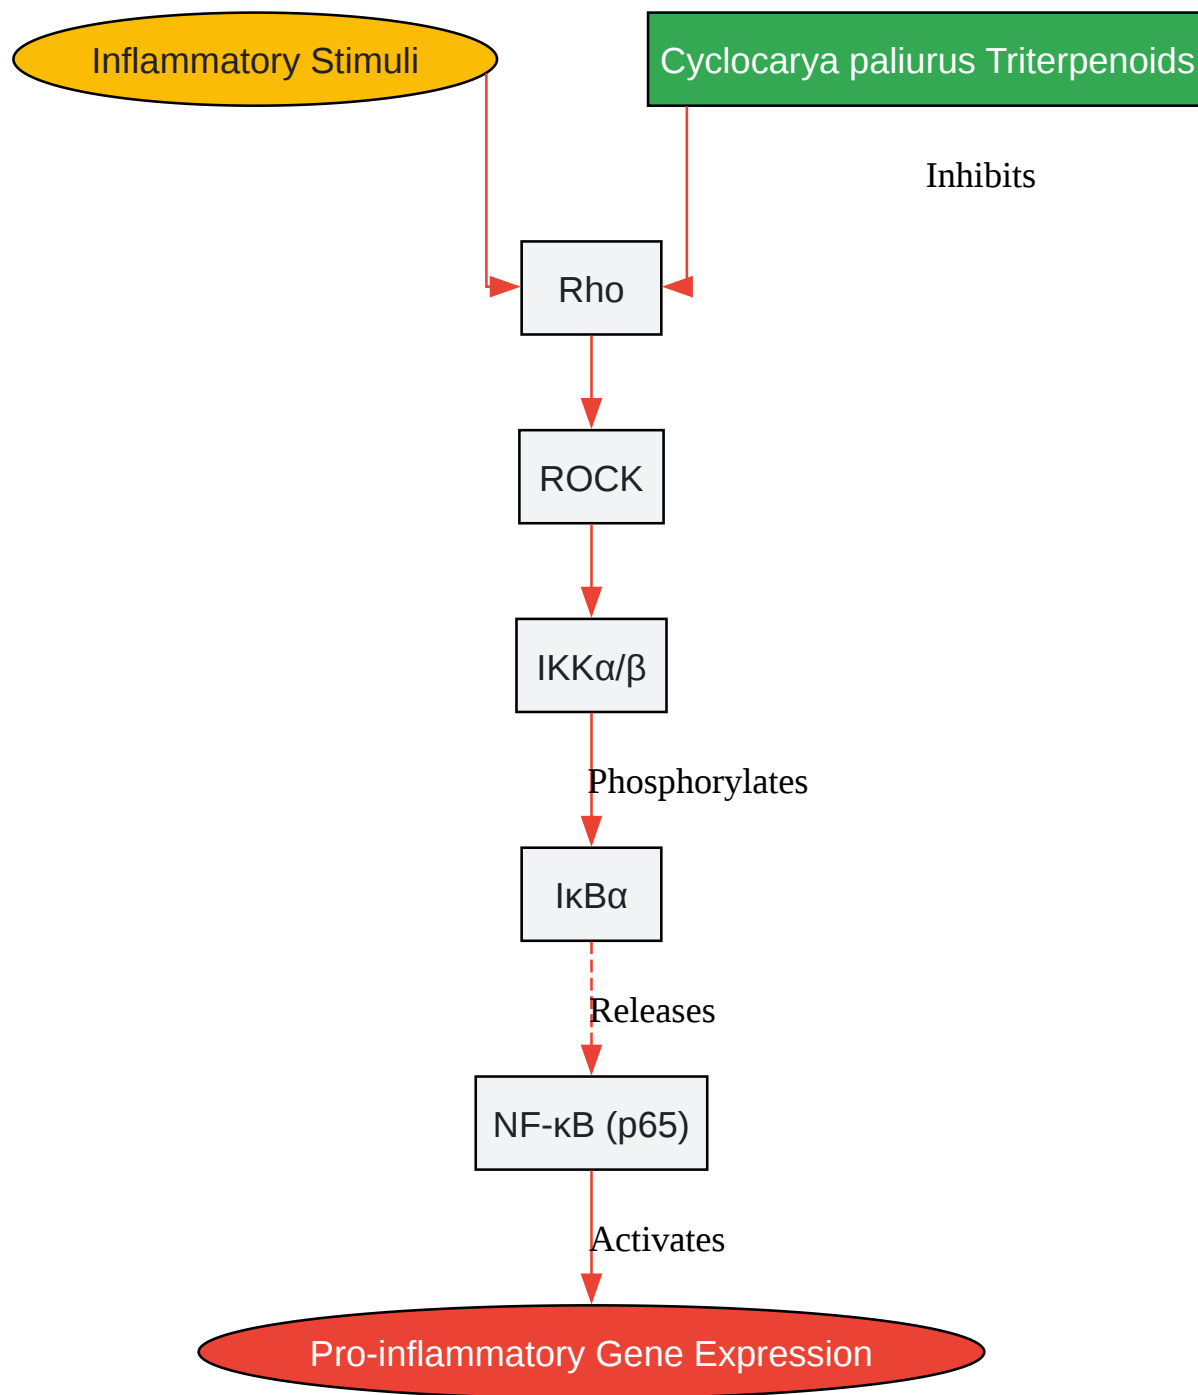 Inflammatory Stimuli
Cyclocarya paliurus Triterpenoids
Inhibits
Rho
ROCK
IKKα/β
Phosphorylates
IκBα
Releases
NF-κB (p65)
Activates
Pro-inflammatory Gene Expression